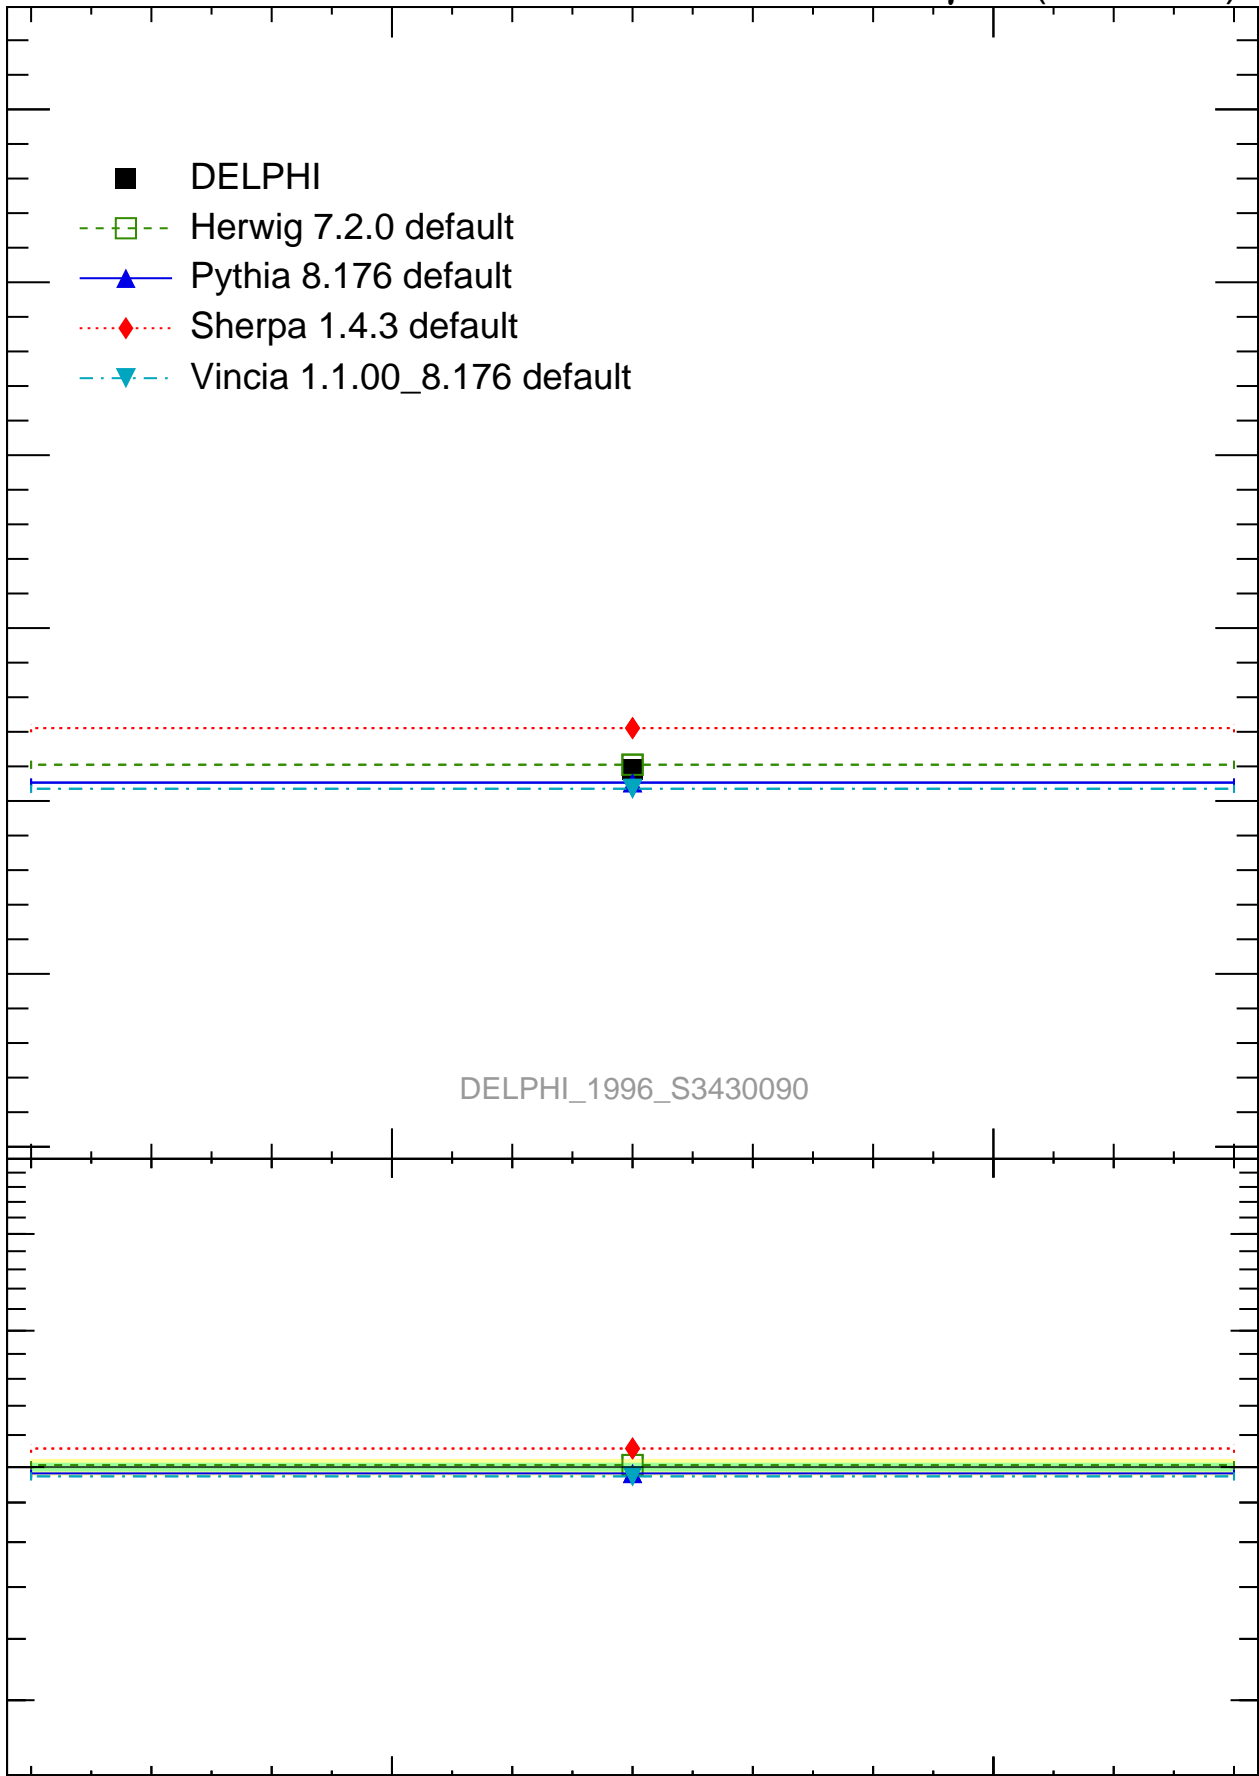 DELPHI
Herwig 7.2.0 default
Pythia 8.176 default
Sherpa 1.4.3 default
Vincia 1.1.00_8.176 default
DELPHI_1996_S3430090